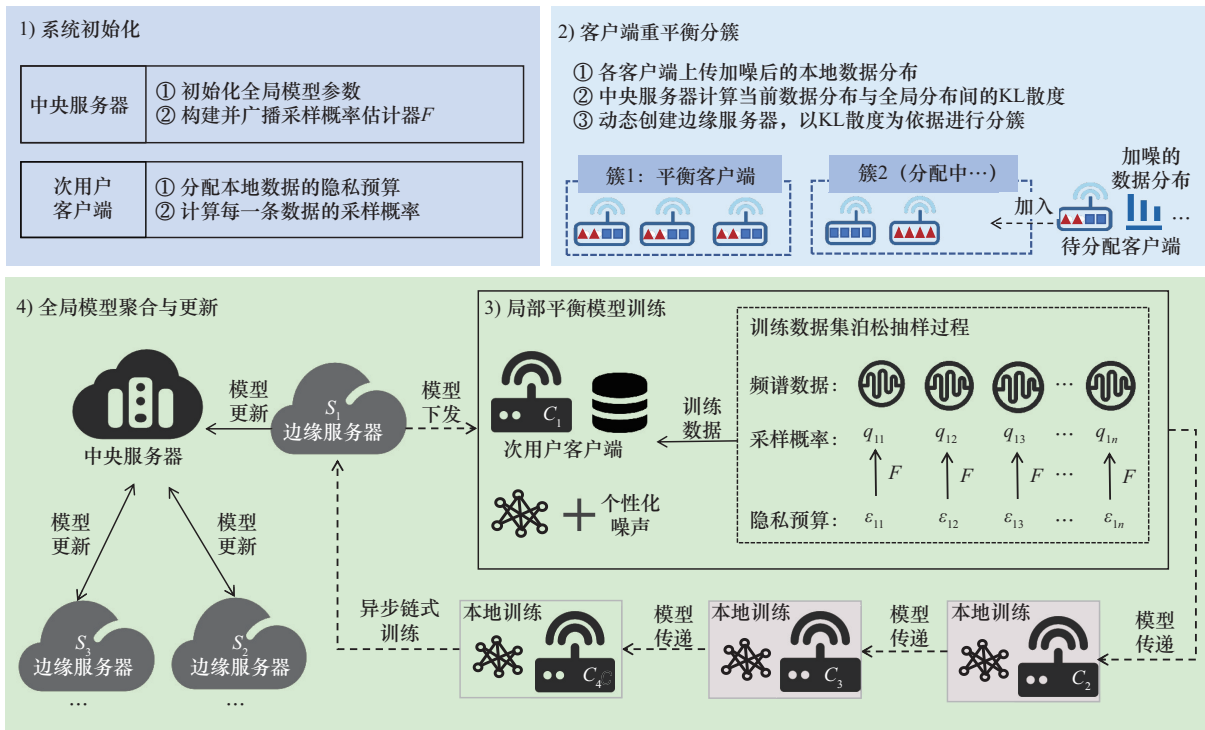 1) 系统初始化
中央服务器
① 初始化全局模型参数
② 构建并广播采样概率估计器F
次用户
客户端
① 分配本地数据的隐私预算
② 计算每一条数据的采样概率
2) 客户端重平衡分簇
① 各客户端上传加噪后的本地数据分布
② 中央服务器计算当前数据分布与全局分布间的KL散度
③ 动态创建边缘服务器，以KL散度为依据进行分簇
簇1：平衡客户端
簇2（分配中…）
加入
加噪的
数据分布
…
待分配客户端
4) 全局模型聚合与更新
中央服务器
模型
更新
S1
边缘服务器
模型
下发
模型
更新
模型
更新
S3
边缘服务器
…
S2
边缘服务器
…
3) 局部平衡模型训练
C1
次用户客户端
个性化
噪声
训练
数据
训练数据集泊松抽样过程
频谱数据：
…
采样概率： q11 q12 q13 … q1n
F F F … F
隐私预算： ε11 ε12 ε13 … ε1n
异步链式
训练
本地训练
C4
模型
传递
本地训练
C3
模型
传递
本地训练
C2
模型
传递